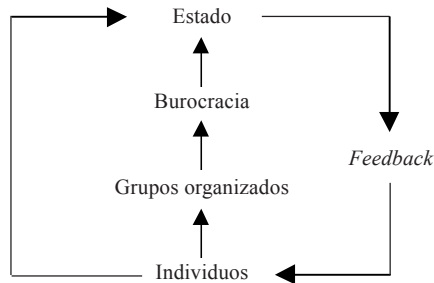 Estado
Burocracia
Feedback
Grupos organizados
Individuos